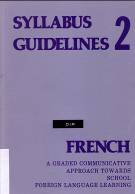 SYLLABUS
GUIDELINES 2
FRENCH
A GRADED COMMUNICATIVE
APPROACH TOWARDS
SCHOOL
FOREIGN LANGUAGE LEARNING